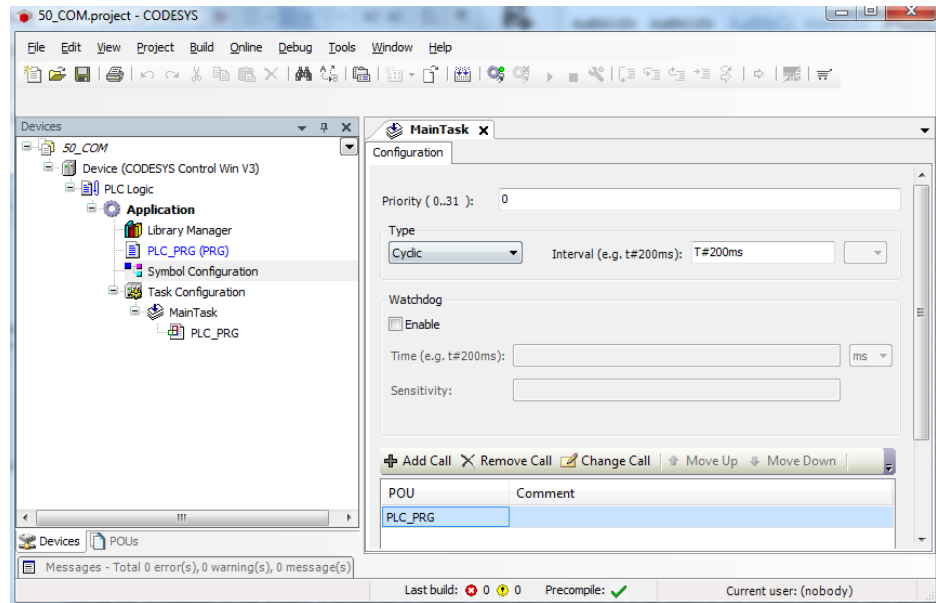 50_COM.project - CODESYS
File Edit View Project Build Online Debug Tools Window Help
Devices
50_COM
Device (CODESYS Control Win V3)
PLC Logic
Application
Library Manager
PLC_PRG (PRG)
Symbol Configuration
Task Configuration
MainTask
PLC_PRG
Devices POUs
MainTask
Configuration
Priority ( 0..31 ): 0
Type
Cyclic Interval (e.g. t#200ms): T#200ms
Watchdog
Enable
Time (e.g. t#200ms): ms
Sensitivity:
Add Call Remove Call Change Call Move Up Move Down
POU Comment
PLC_PRG
Messages - Total 0 error(s), 0 warning(s), 0 message(s)
Last build: 0 0 Precompile: Current user: (nobody)